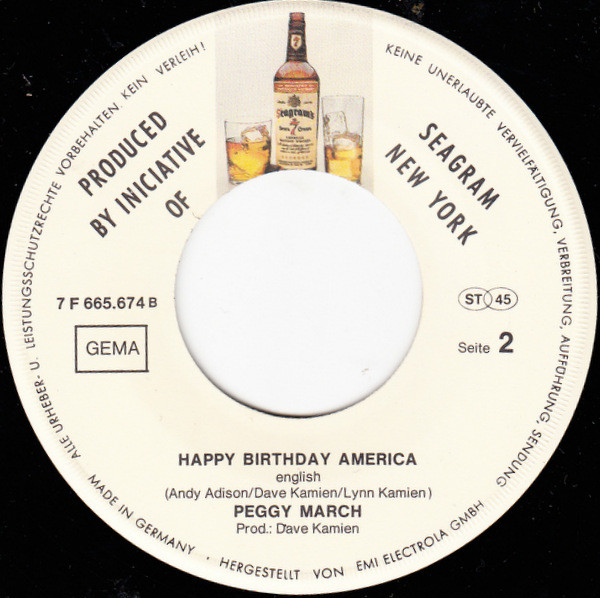 ALLE URHEBER- U. LEISTUNGSSCHUTZRECHTE VORBEHALTEN. KEIN VERLEIH! KEINE UNERLAUBTE VERVIELFÄLTIGUNG, VERBREITUNG, AUFFÜHRUNG, SENDUNG
PRODUCED
BY INICIATIVE
OF
SEAGRAM
NEW YORK
Seagram's
7
7 F 665.674 B
ST 45
GEMA
Seite 2
HAPPY BIRTHDAY AMERICA
english
(Andy Adison/Dave Kamien/Lynn Kamien)
PEGGY MARCH
Prod.: Dave Kamien
MADE IN GERMANY · HERGESTELLT VON EMI ELECTROLA GMBH